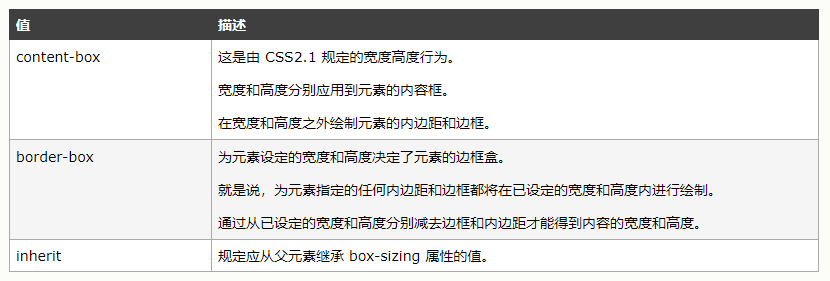 值 描述
content-box 这是由 CSS2.1 规定的宽度高度行为。
宽度和高度分别应用到元素的内容框。
在宽度和高度之外绘制元素的内边距和边框。
border-box 为元素设定的宽度和高度决定了元素的边框盒。
就是说，为元素指定的任何内边距和边框都将在已设定的宽度和高度内进行绘制。
通过从已设定的宽度和高度分别减去边框和内边距才能得到内容的宽度和高度。
inherit 规定应从父元素继承 box-sizing 属性的值。